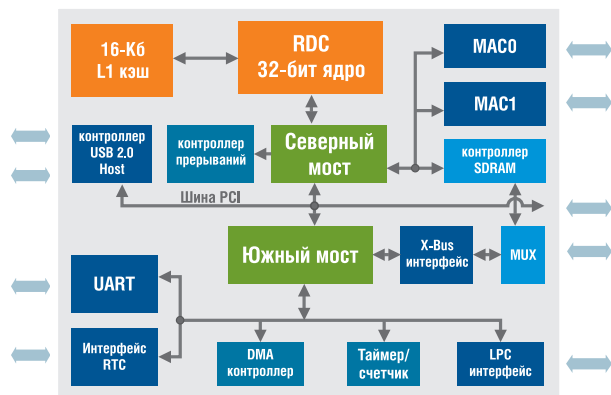 16-Кб
L1 кэш
RDC
32-бит ядро
MAC0
MAC1
контроллер
USB 2.0
Host
контроллер
прерываний
Северный
мост
контроллер
SDRAM
Шина PCI
Южный мост
X-Bus
интерфейс
MUX
UART
Интерфейс
RTC
DMA
контроллер
Таймер/
счетчик
LPC
интерфейс